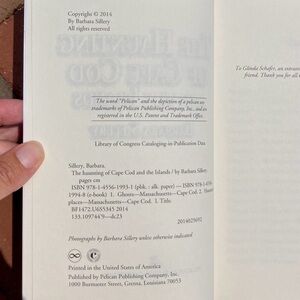 Copyright © 2014
By Barbara Sillery
All rights reserved
The word "Pelican" and the depiction of a pelican are
trademarks of Pelican Publishing Company, Inc., and are
registered in the U.S. Patent and Trademark Office.
Library of Congress Cataloging-in-Publication Data
Sillery, Barbara.
The haunting of Cape Cod and the Islands / by Barbara Sillery.
pages cm
ISBN 978-1-4556-1993-1 (pbk. : alk. paper) — ISBN 978-1-4556-
1994-8 (e-book) 1. Ghosts—Massachusetts—Cape Cod. 2. Haunted
places—Massachusetts—Cape Cod. I. Title.
BF1472.U6S5345 2014
133.109744'9—dc23
Photographs by Barbara Sillery unless otherwise indicated
Printed in the United States of America
Published by Pelican Publishing Company, Inc.
1000 Burmaster Street, Gretna, Louisiana 70053
To Glenda Schafer, an extraor
friend. Thank you for all